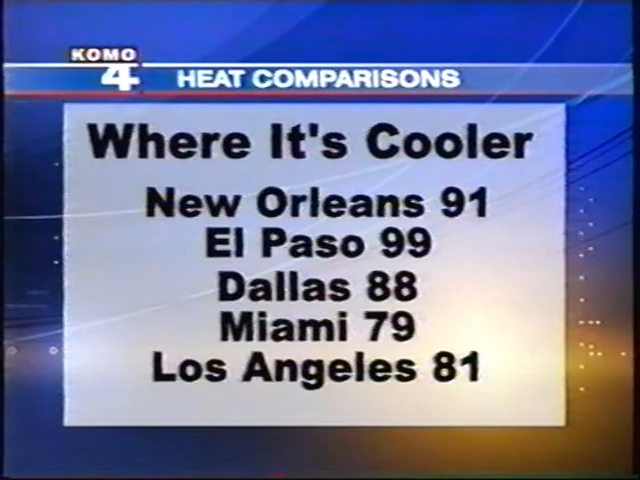 KOMO
4
HEAT COMPARISONS
Where It's Cooler
New Orleans 91
El Paso 99
Dallas 88
Miami 79
Los Angeles 81